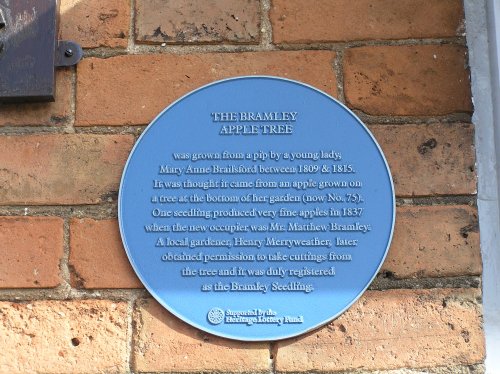 THE BRAMLEY
APPLE TREE
was grown from a pip by a young lady,
Mary Anne Brailsford between 1809 & 1815.
It was thought it came from an apple grown on
a tree at the bottom of her garden (now No. 75).
One seedling produced very fine apples in 1837
when the new occupier was Mr. Matthew Bramley.
A local gardener, Henry Merryweather, later
obtained permission to take cuttings from
the tree and it was duly registered
as the Bramley Seedling.
Supported by the
Heritage Lottery Fund